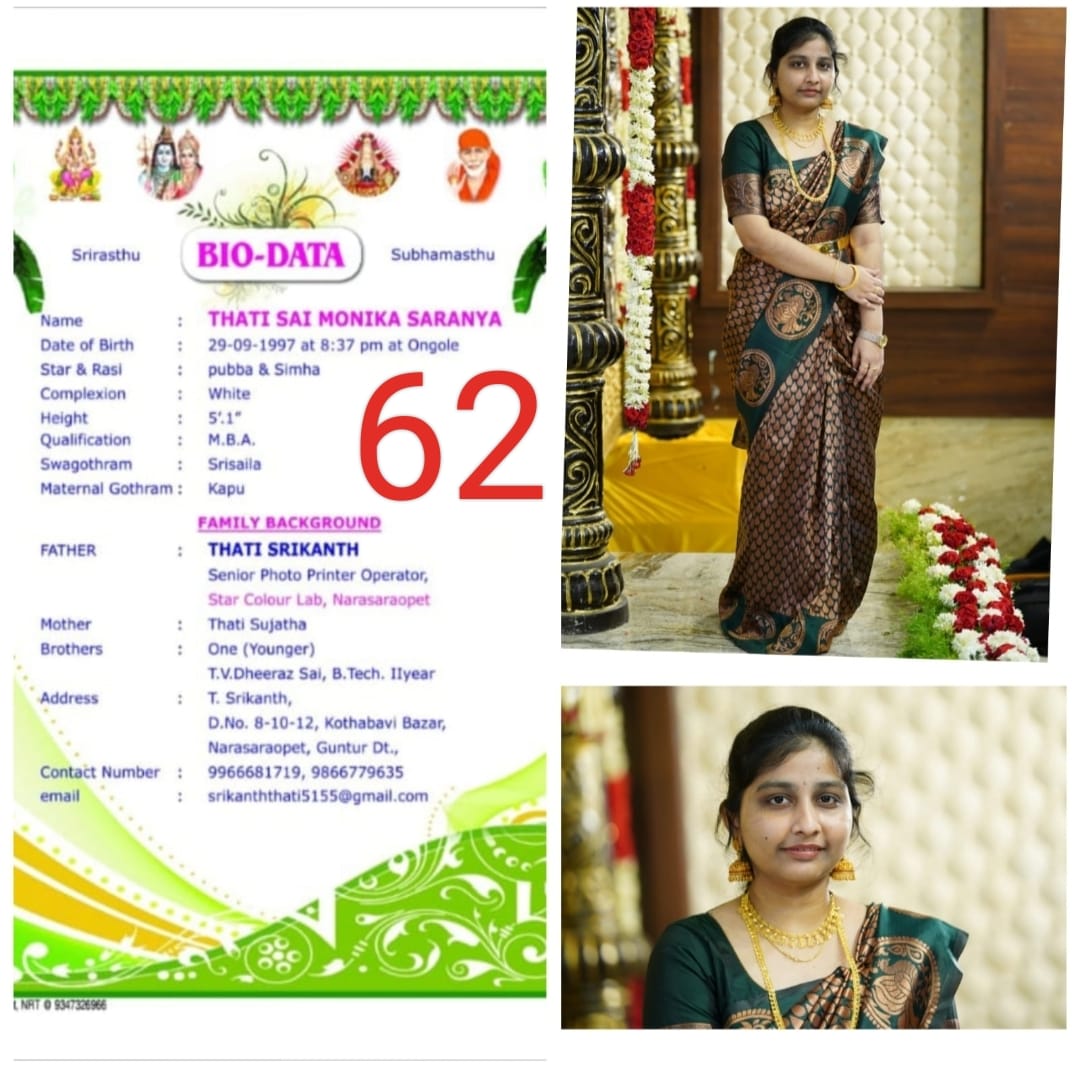 Srirasthu BIO-DATA Subhamasthu
Name : THATI SAI MONIKA SARANYA
Date of Birth : 29-09-1997 at 8:37 pm at Ongole
Star & Rasi : pubba & Simha
Complexion : White
Height : 5'.1"
Qualification : M.B.A.
Swagothram : Srisaila
Maternal Gothram : Kapu
62
FAMILY BACKGROUND
FATHER : THATI SRIKANTH
Senior Photo Printer Operator,
Star Colour Lab, Narasaraopet
Mother : Thati Sujatha
Brothers : One (Younger)
T.V.Dheeraz Sai, B.Tech. IIyear
Address : T. Srikanth,
D.No. 8-10-12, Kothabavi Bazar,
Narasaraopet, Guntur Dt.,
Contact Number : 9966681719, 9866779635
email : srikanththati5155@gmail.com
, NRT © 9347326966